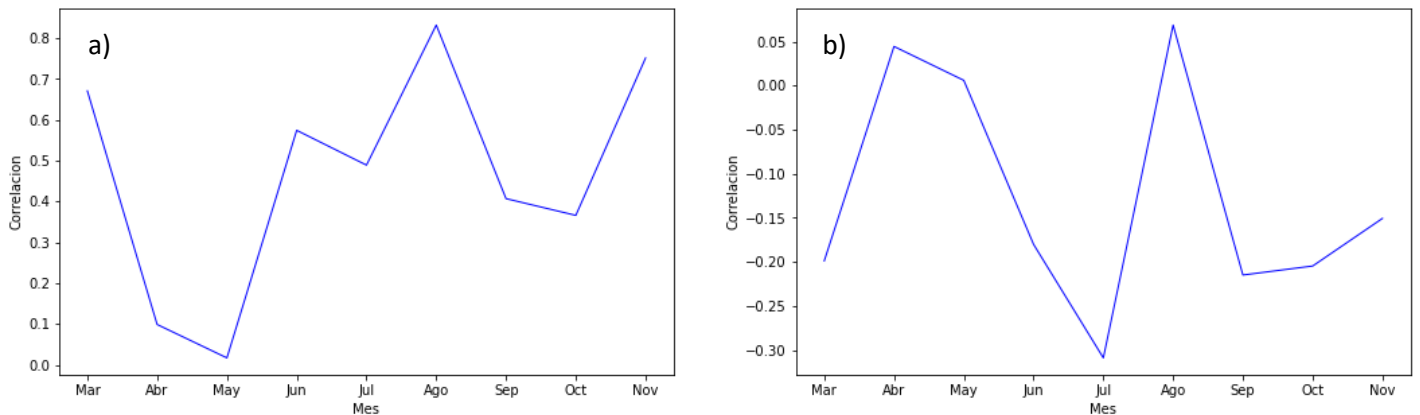 a)
0.8
0.7
0.6
0.5
0.4
0.3
0.2
0.1
0.0
Correlacion
Mar Abr May Jun Jul Ago Sep Oct Nov
Mes
b)
0.05
0.00
−0.05
−0.10
−0.15
−0.20
−0.25
−0.30
Correlacion
Mar Abr May Jun Jul Ago Sep Oct Nov
Mes